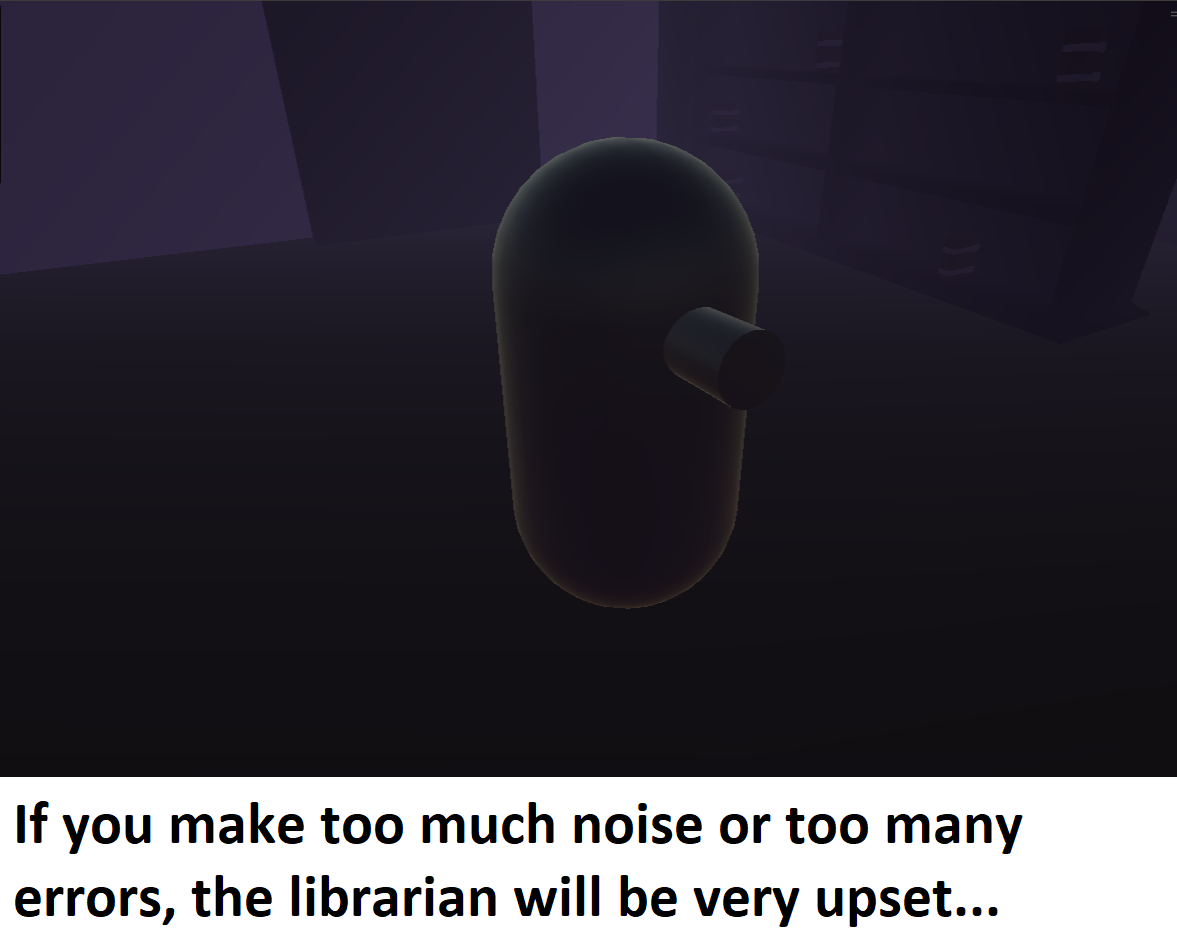 If you make too much noise or too many
errors, the librarian will be very upset...